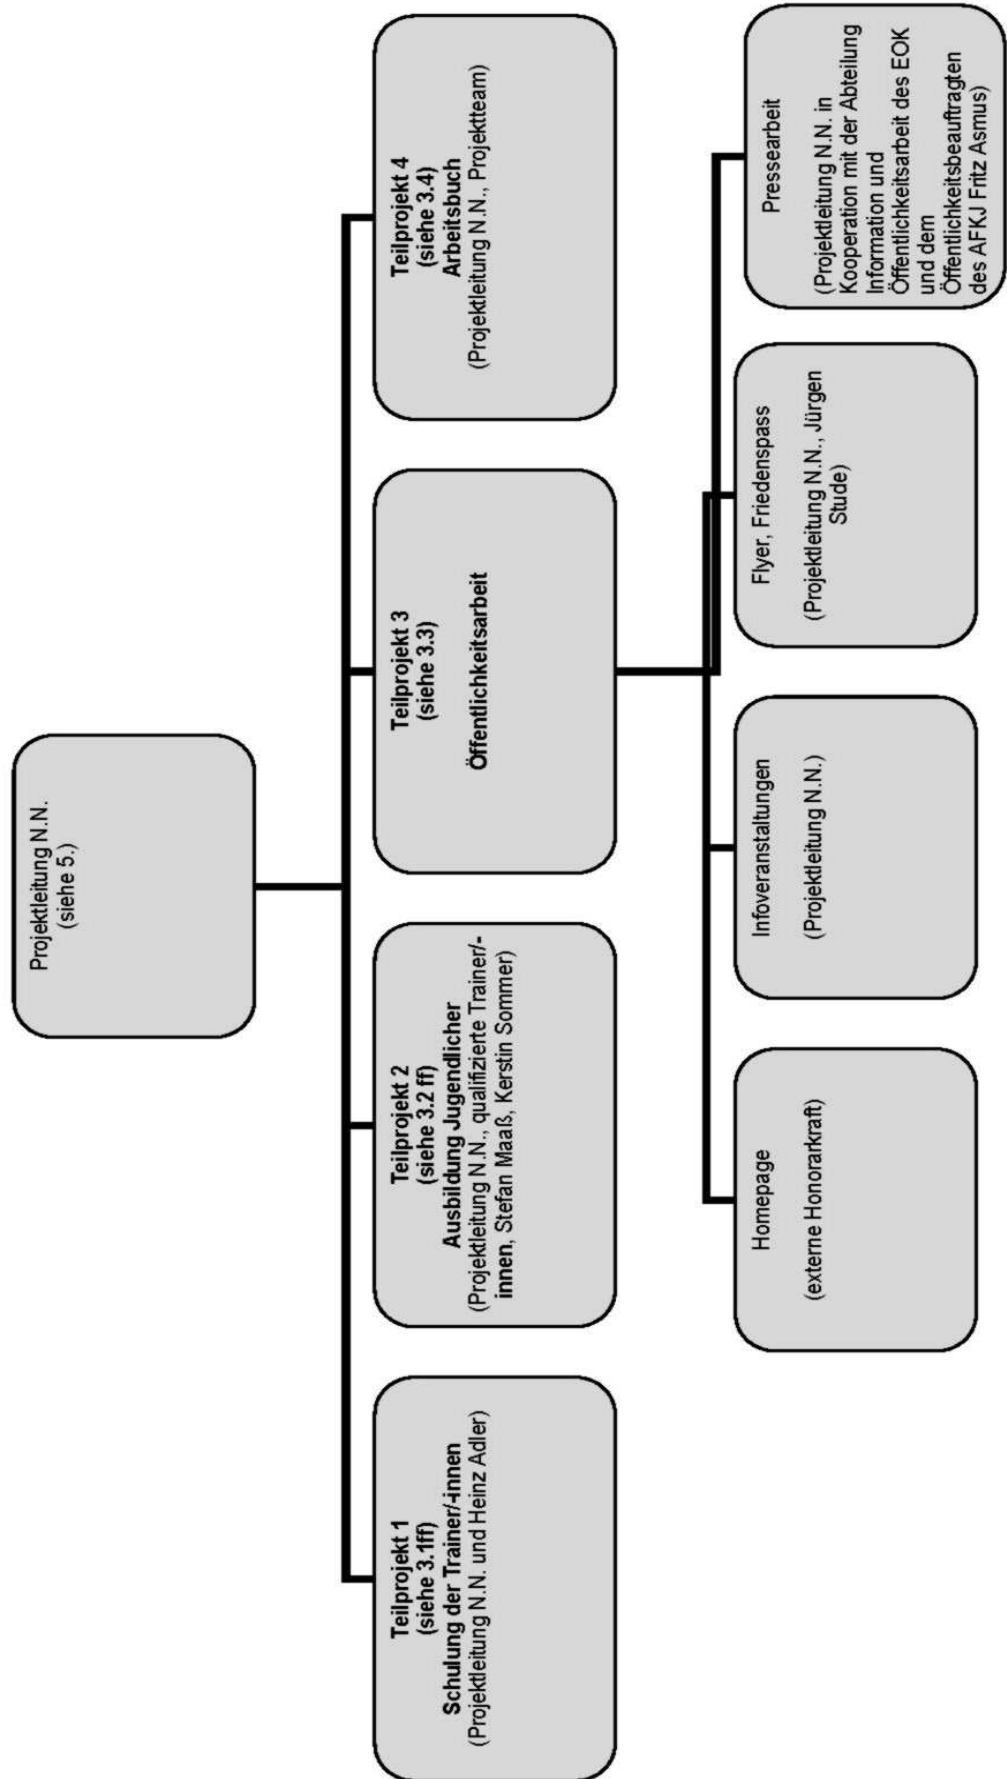 Projektleitung N.N.
(siehe 5.)
Teilprojekt 1
(siehe 3.1ff)
Schulung der Trainer/-innen
(Projektleitung N.N. und Heinz Adler)
Teilprojekt 2
(siehe 3.2 ff)
Ausbildung Jugendlicher
(Projektleitung N.N., qualifizierte Trainer/-
innen, Stefan Maaß, Kerstin Sommer)
Teilprojekt 3
(siehe 3.3)
Öffentlichkeitsarbeit
Teilprojekt 4
(siehe 3.4)
Arbeitsbuch
(Projektleitung N.N., Projektteam)
Homepage
(externe Honorarkraft)
Infoveranstaltungen
(Projektleitung N.N.)
Flyer, Friedenspass
(Projektleitung N.N., Jürgen
Stude)
Pressearbeit
(Projektleitung N.N. in
Kooperation mit der Abteilung
Information und
Öffentlichkeitsarbeit des EOK
und dem
Öffentlichkeitsbeauftragten
des AFKJ Fritz Asmus)